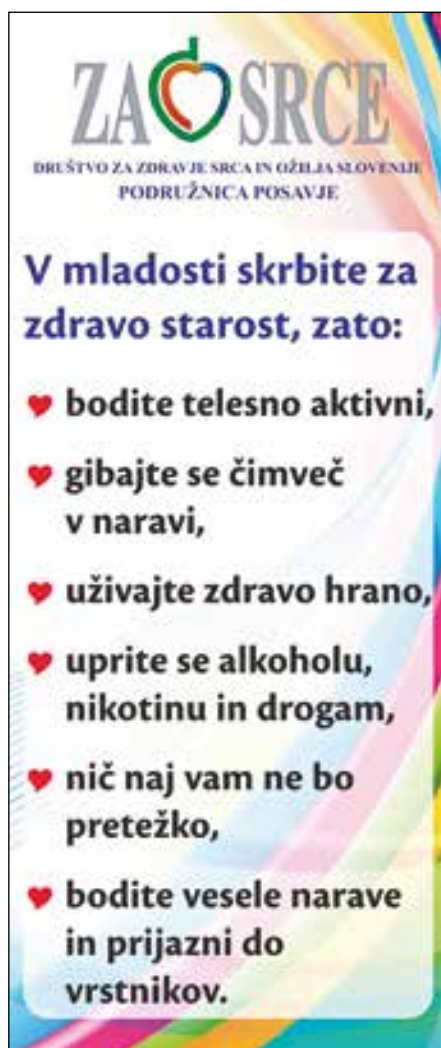 ZA SRCE
DRUŠTVO ZA ZDRAVJE SRCA IN OŽILJA SLOVENIJE
PODRUŽNICA POSAVJE
V mladosti skrbite za
zdravo starost, zato:
bodite telesno aktivni,
gibajte se čimveč
v naravi,
uživajte zdravo hrano,
uprite se alkoholu,
nikotinu in drogam,
nič naj vam ne bo
pretežko,
bodite vesele narave
in prijazni do
vrstnikov.